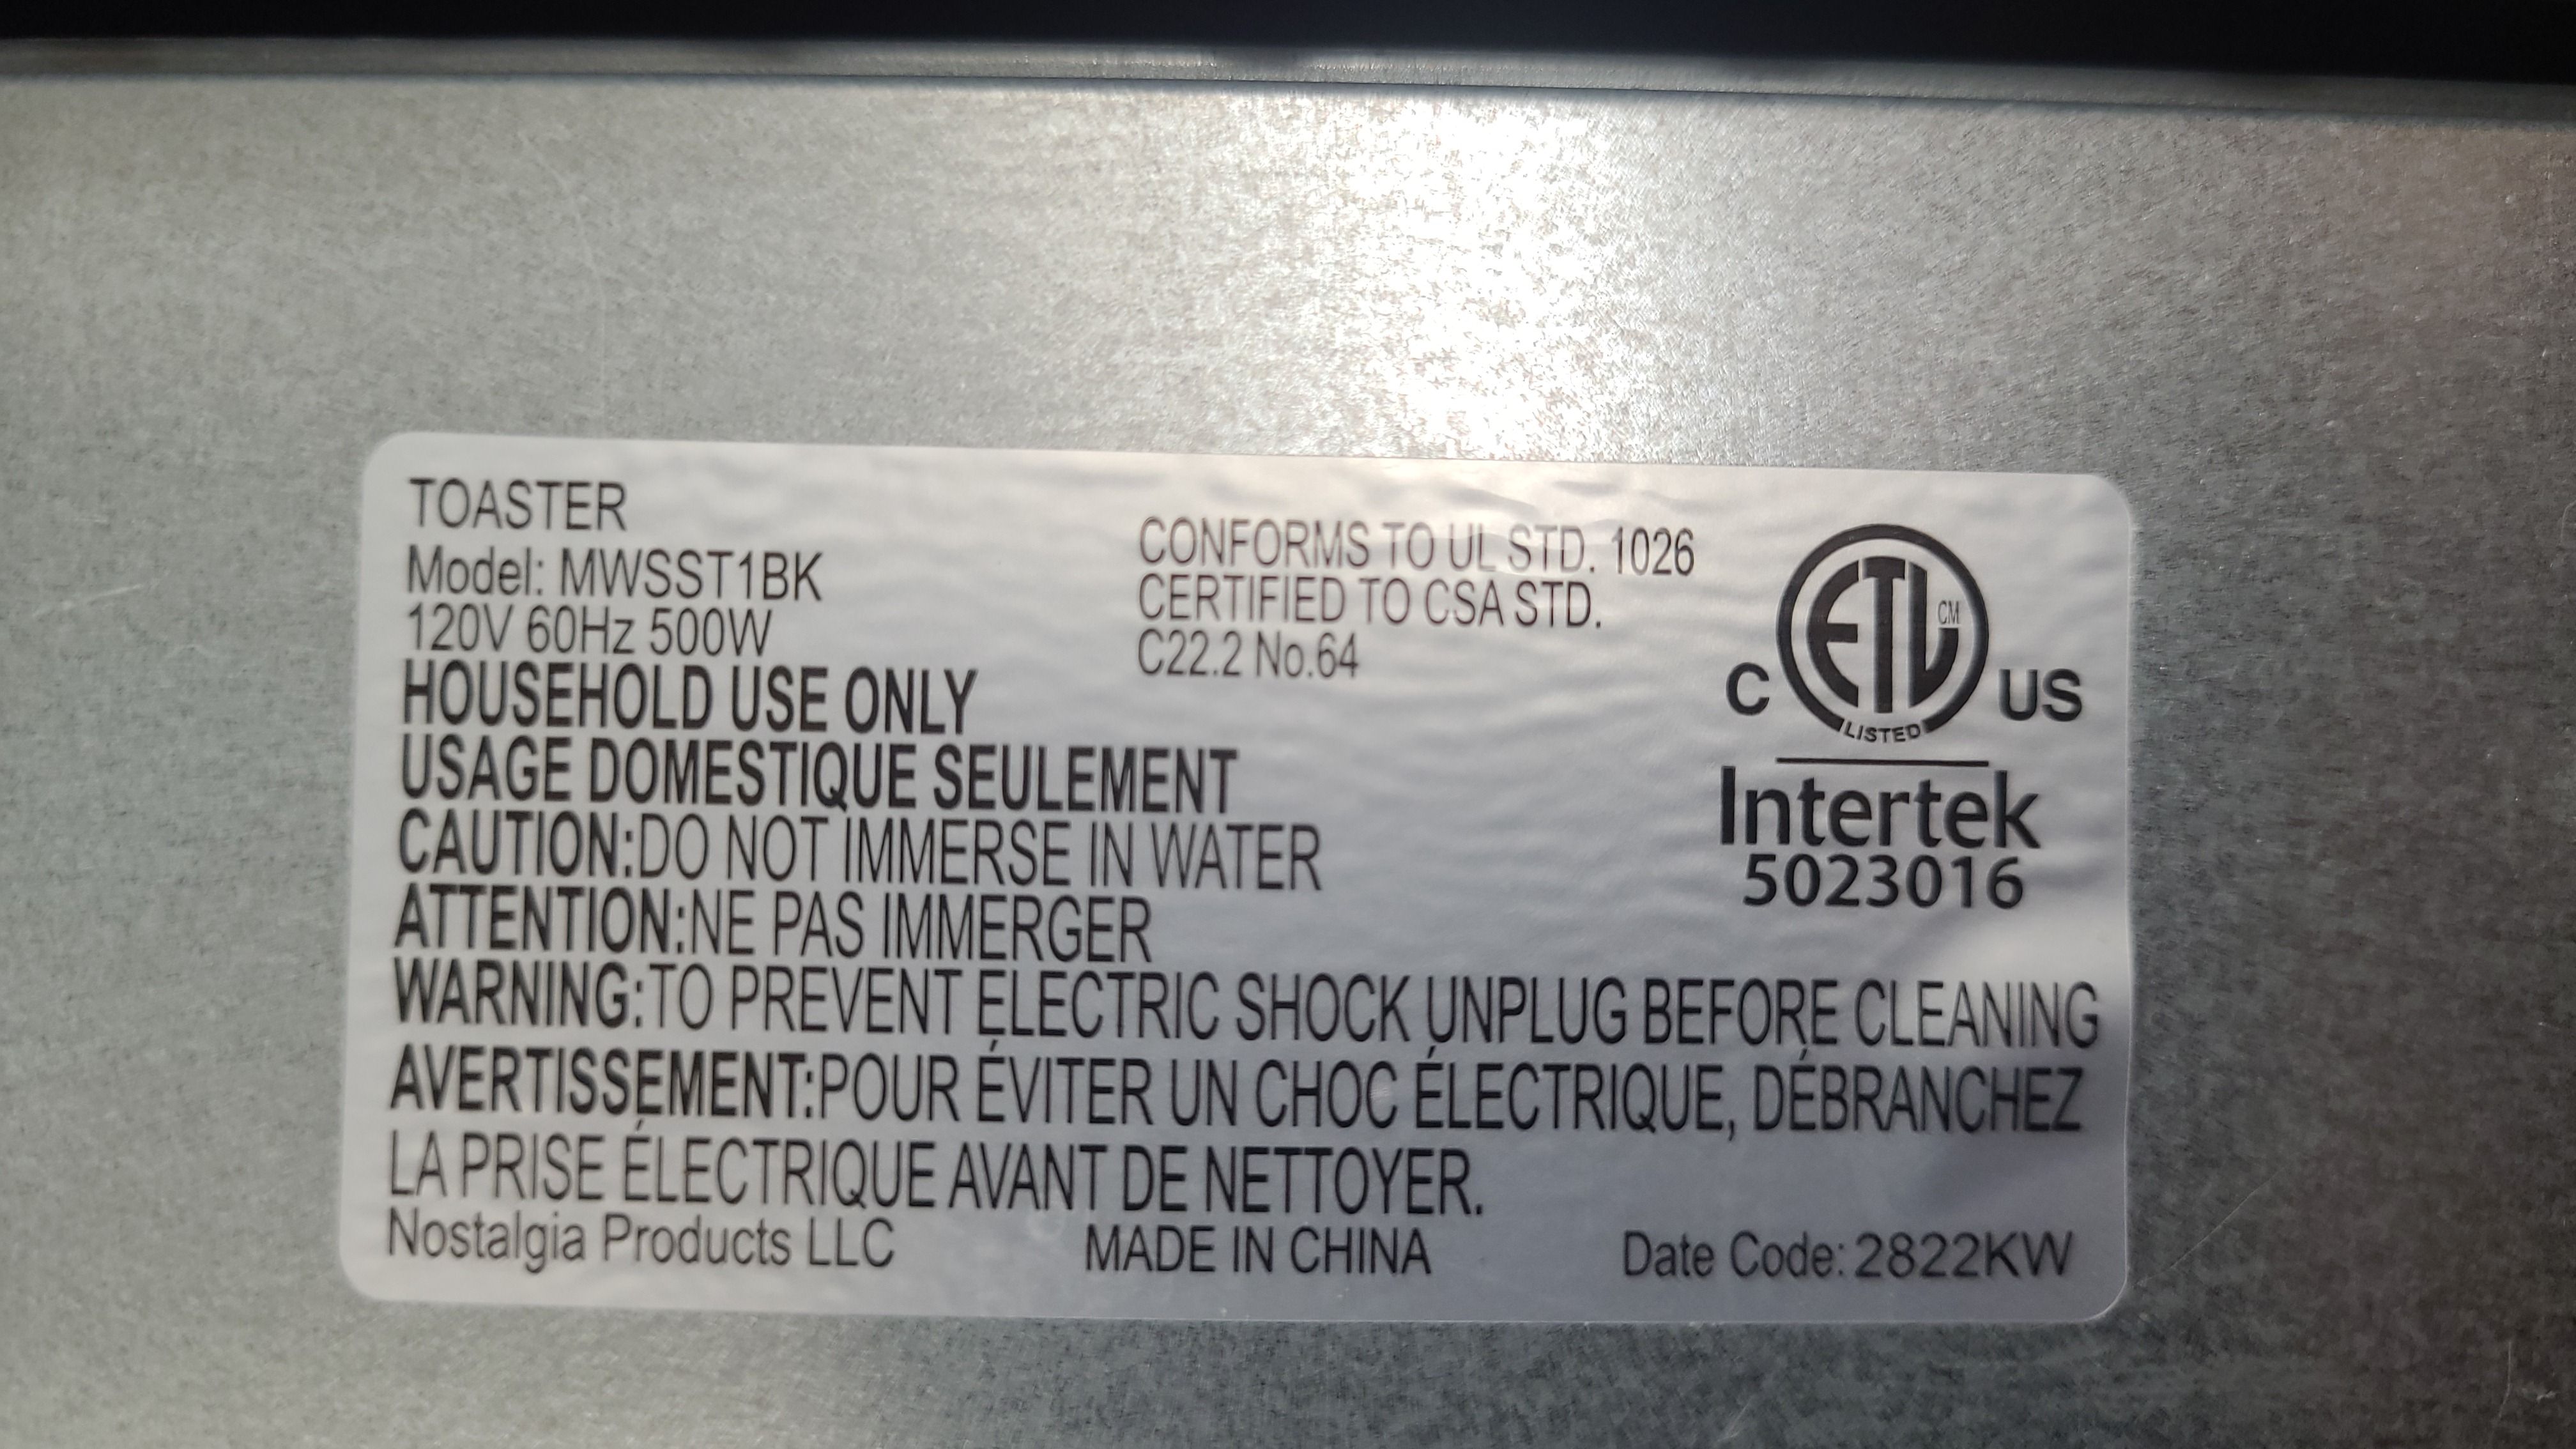 TOASTER
Model: MWSST1BK
120V 60Hz 500W
HOUSEHOLD USE ONLY
USAGE DOMESTIQUE SEULEMENT
CAUTION:DO NOT IMMERSE IN WATER
ATTENTION:NE PAS IMMERGER
WARNING:TO PREVENT ELECTRIC SHOCK UNPLUG BEFORE CLEANING
AVERTISSEMENT:POUR ÉVITER UN CHOC ÉLECTRIQUE, DÉBRANCHEZ
LA PRISE ÉLECTRIQUE AVANT DE NETTOYER.
Nostalgia Products LLC MADE IN CHINA Date Code: 2822KW
CONFORMS TO UL STD. 1026
CERTIFIED TO CSA STD.
C22.2 No.64
ETL CM
C US
LISTED
Intertek
5023016